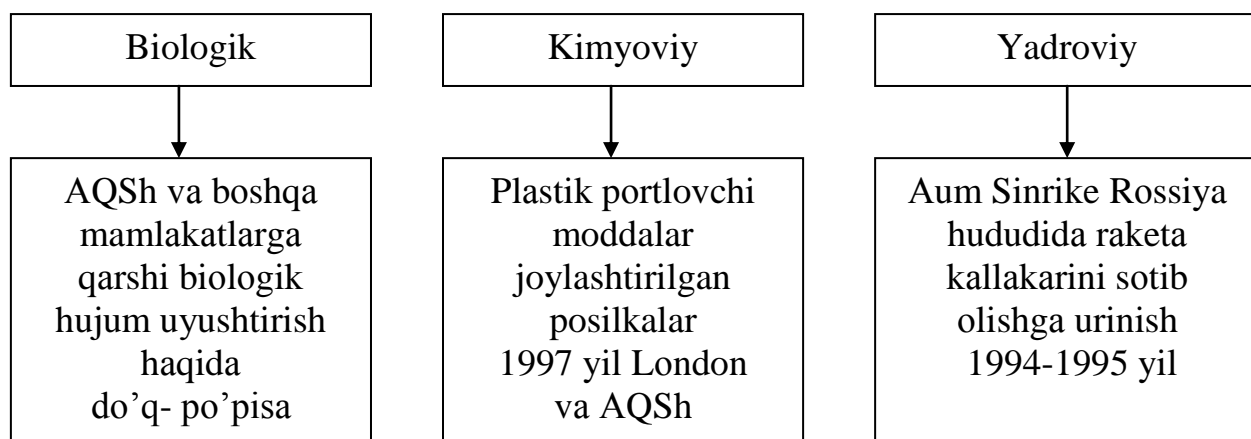 Biologik
Kimyoviy
Yadroviy
AQSh va boshqa
mamlakatlarga
qarshi biologik
hujum uyushtirish
haqida
do’q- po’pisa
Plastik portlovchi
moddalar
joylashtirilgan
posilkalar
1997 yil London
va AQSh
Aum Sinrike Rossiya
hududida raketa
kallakarini sotib
olishga urinish
1994-1995 yil